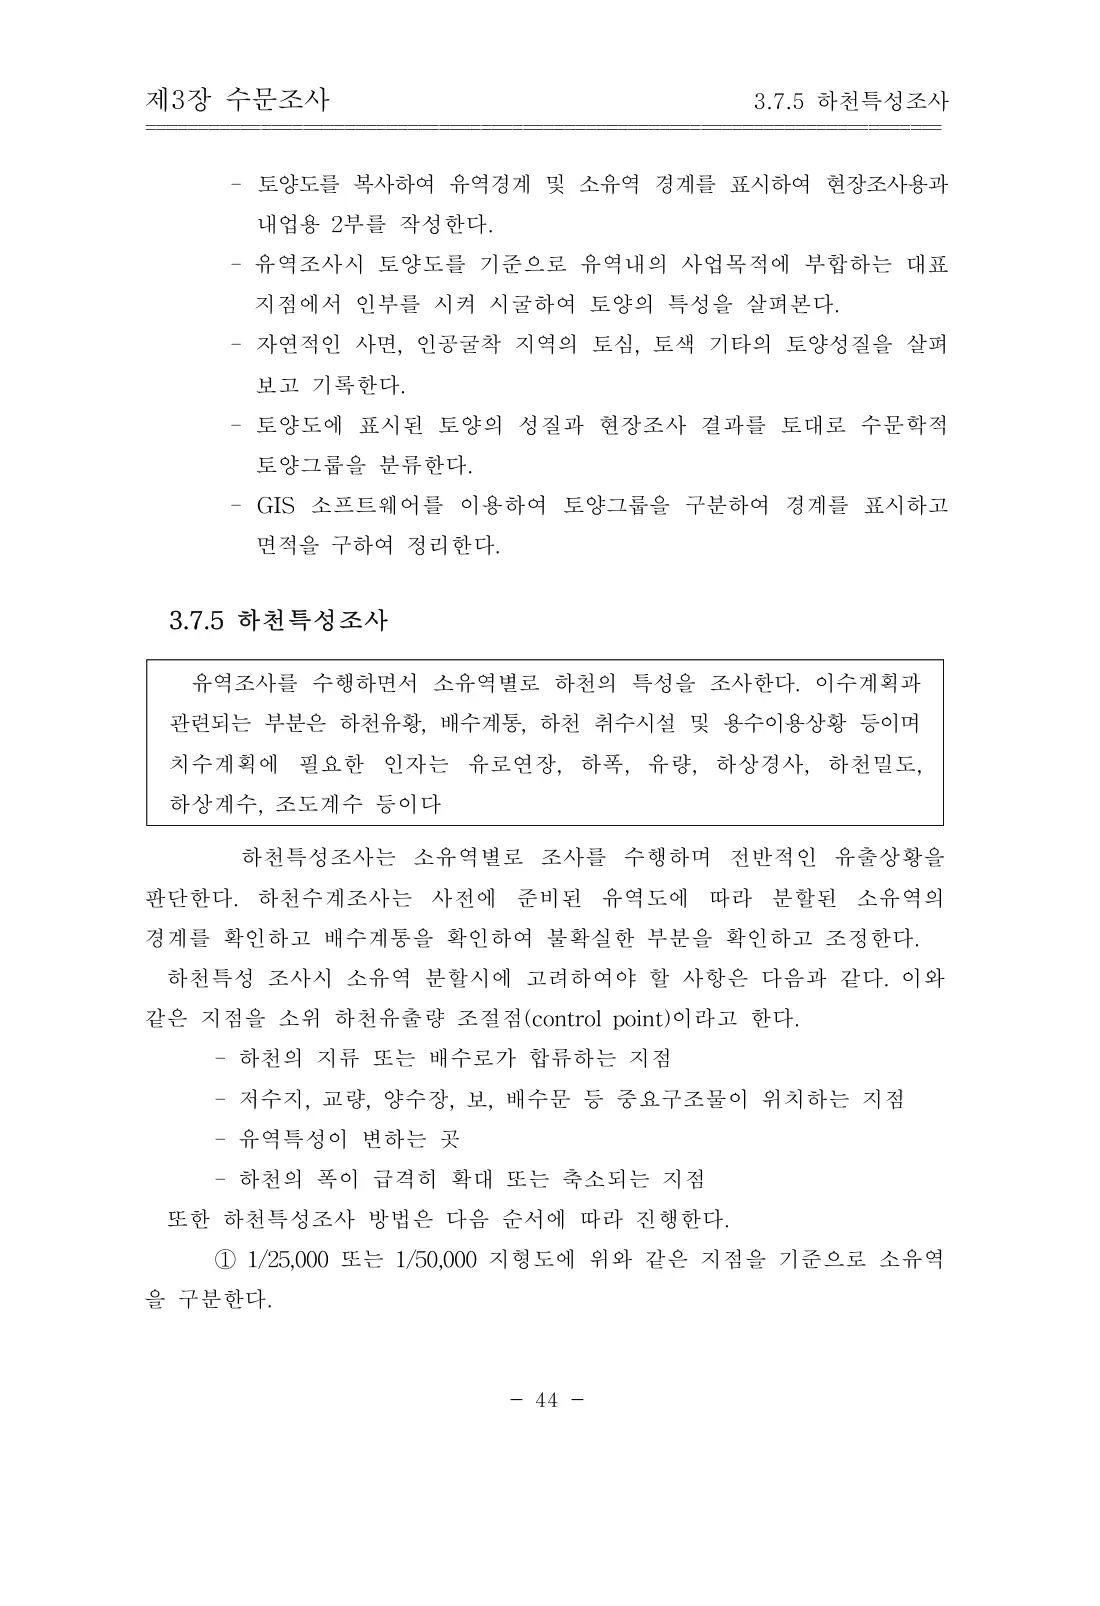 제3장 수문조사
3.7.5 하천특성조사
================================================================================
- 토양도를 복사하여 유역경계 및 소유역 경계를 표시하여 현장조사용과
내업용 2부를 작성한다.
- 유역조사시 토양도를 기준으로 유역내의 사업목적에 부합하는 대표
지점에서 인부를 시켜 시굴하여 토양의 특성을 살펴본다.
- 자연적인 사면, 인공굴착 지역의 토심, 토색 기타의 토양성질을 살펴
보고 기록한다.
- 토양도에 표시된 토양의 성질과 현장조사 결과를 토대로 수문학적
토양그룹을 분류한다.
- GIS 소프트웨어를 이용하여 토양그룹을 구분하여 경계를 표시하고
면적을 구하여 정리한다.
3.7.5 하천특성조사
유역조사를 수행하면서 소유역별로 하천의 특성을 조사한다. 이수계획과
관련되는 부분은 하천유황, 배수계통, 하천 취수시설 및 용수이용상황 등이며
치수계획에 필요한 인자는 유로연장, 하폭, 유량, 하상경사, 하천밀도,
하상계수, 조도계수 등이다
하천특성조사는 소유역별로 조사를 수행하며 전반적인 유출상황을
판단한다. 하천수계조사는 사전에 준비된 유역도에 따라 분할된 소유역의
경계를 확인하고 배수계통을 확인하여 불확실한 부분을 확인하고 조정한다.
하천특성 조사시 소유역 분할시에 고려하여야 할 사항은 다음과 같다. 이와
같은 지점을 소위 하천유출량 조절점(control point)이라고 한다.
- 하천의 지류 또는 배수로가 합류하는 지점
- 저수지, 교량, 양수장, 보, 배수문 등 중요구조물이 위치하는 지점
- 유역특성이 변하는 곳
- 하천의 폭이 급격히 확대 또는 축소되는 지점
또한 하천특성조사 방법은 다음 순서에 따라 진행한다.
① 1/25,000 또는 1/50,000 지형도에 위와 같은 지점을 기준으로 소유역
을 구분한다.
- 44 -